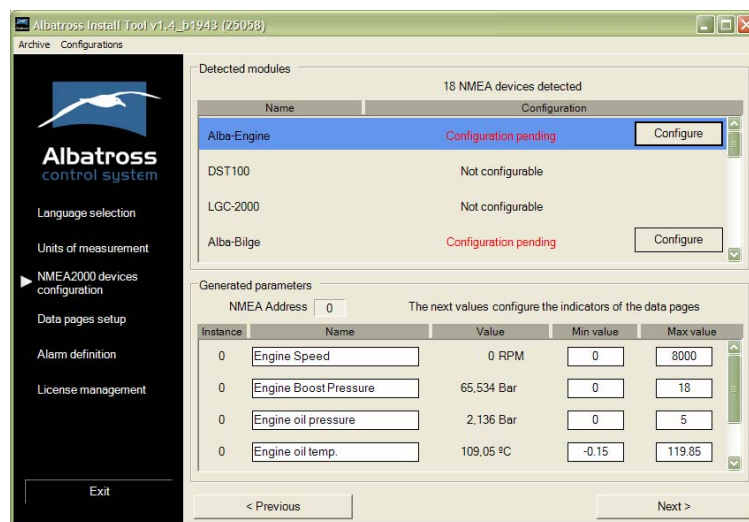 Albatross Install Tool v1.4_b1943 (25058)
Archive Configurations
Albatross
control system
Language selection
Units of measurement
NMEA2000 devices
configuration
Data pages setup
Alarm definition
License management
Exit
Detected modules
18 NMEA devices detected
Name Configuration
Alba-Engine Configuration pending Configure
DST100 Not configurable
LGC-2000 Not configurable
Alba-Bilge Configuration pending Configure
Generated parameters
NMEA Address 0 The next values configure the indicators of the data pages
Instance Name Value Min value Max value
0 Engine Speed 0 RPM 0 8000
0 Engine Boost Pressure 65,534 Bar 0 18
0 Engine oil pressure 2,136 Bar 0 5
0 Engine oil temp. 109,05 ºC -0.15 119.85
< Previous Next >